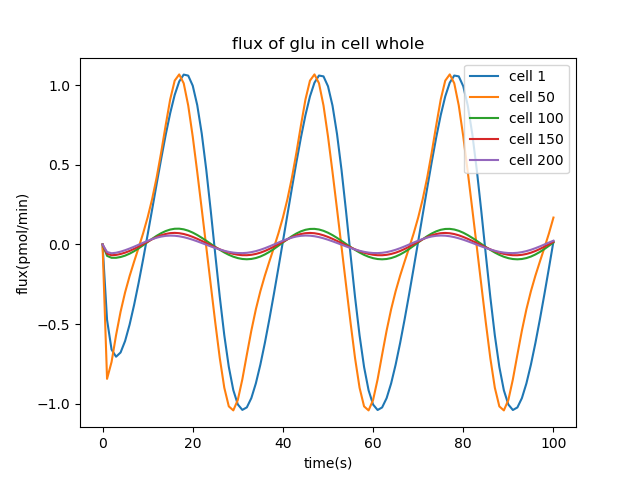 flux of glu in cell whole
cell 1
cell 50
cell 100
cell 150
cell 200
flux(pmol/min)
1.0
0.5
0.0
−0.5
−1.0
0
20
40
60
80
100
time(s)